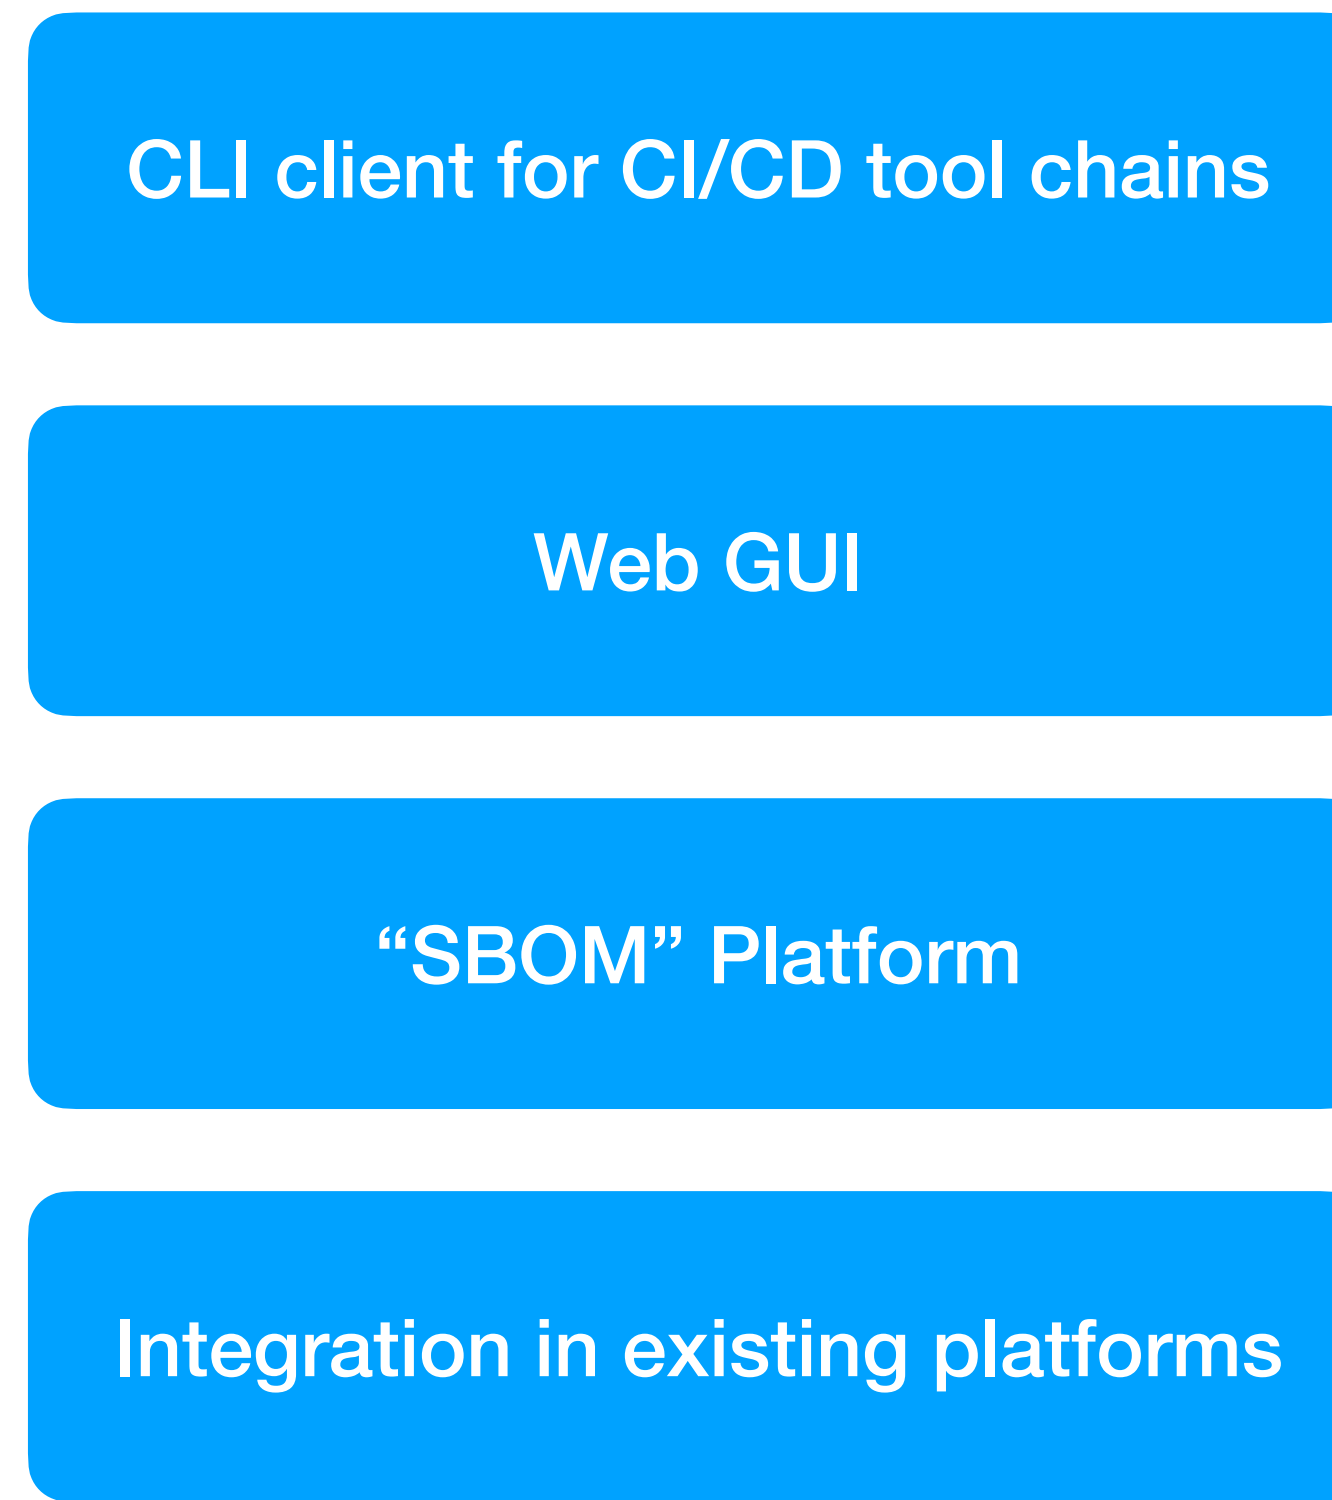 CLI client for CI/CD tool chains
Web GUI
“SBOM” Platform
Integration in existing platforms